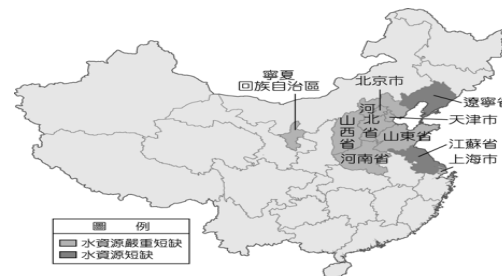 寧夏
回族自治區
北京市
遼寧省
河北省
天津市
山西省
山東省
河南省
江蘇省
上海市
圖例
水資源嚴重短缺
水資源短缺